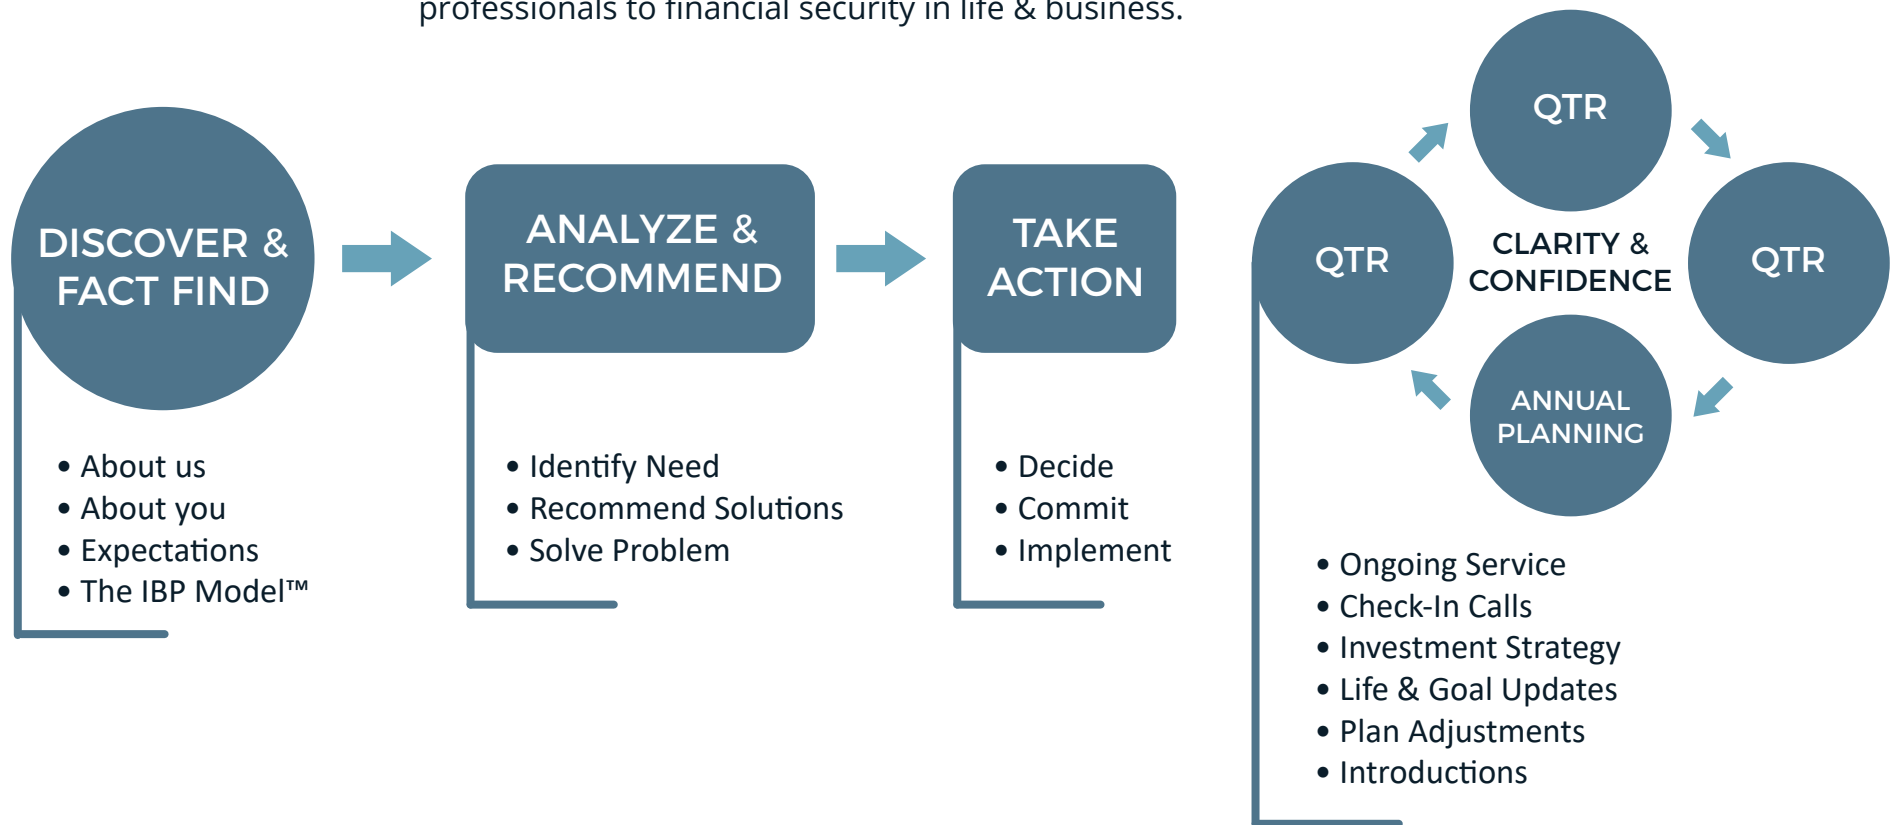 professionals to financial security in life & business.
DISCOVER &
FACT FIND
• About us
• About you
• Expectations
• The IBP Model™
ANALYZE &
RECOMMEND
• Identify Need
• Recommend Solutions
• Solve Problem
TAKE
ACTION
• Decide
• Commit
• Implement
QTR
QTR
CLARITY &
CONFIDENCE
QTR
ANNUAL
PLANNING
• Ongoing Service
• Check-In Calls
• Investment Strategy
• Life & Goal Updates
• Plan Adjustments
• Introductions